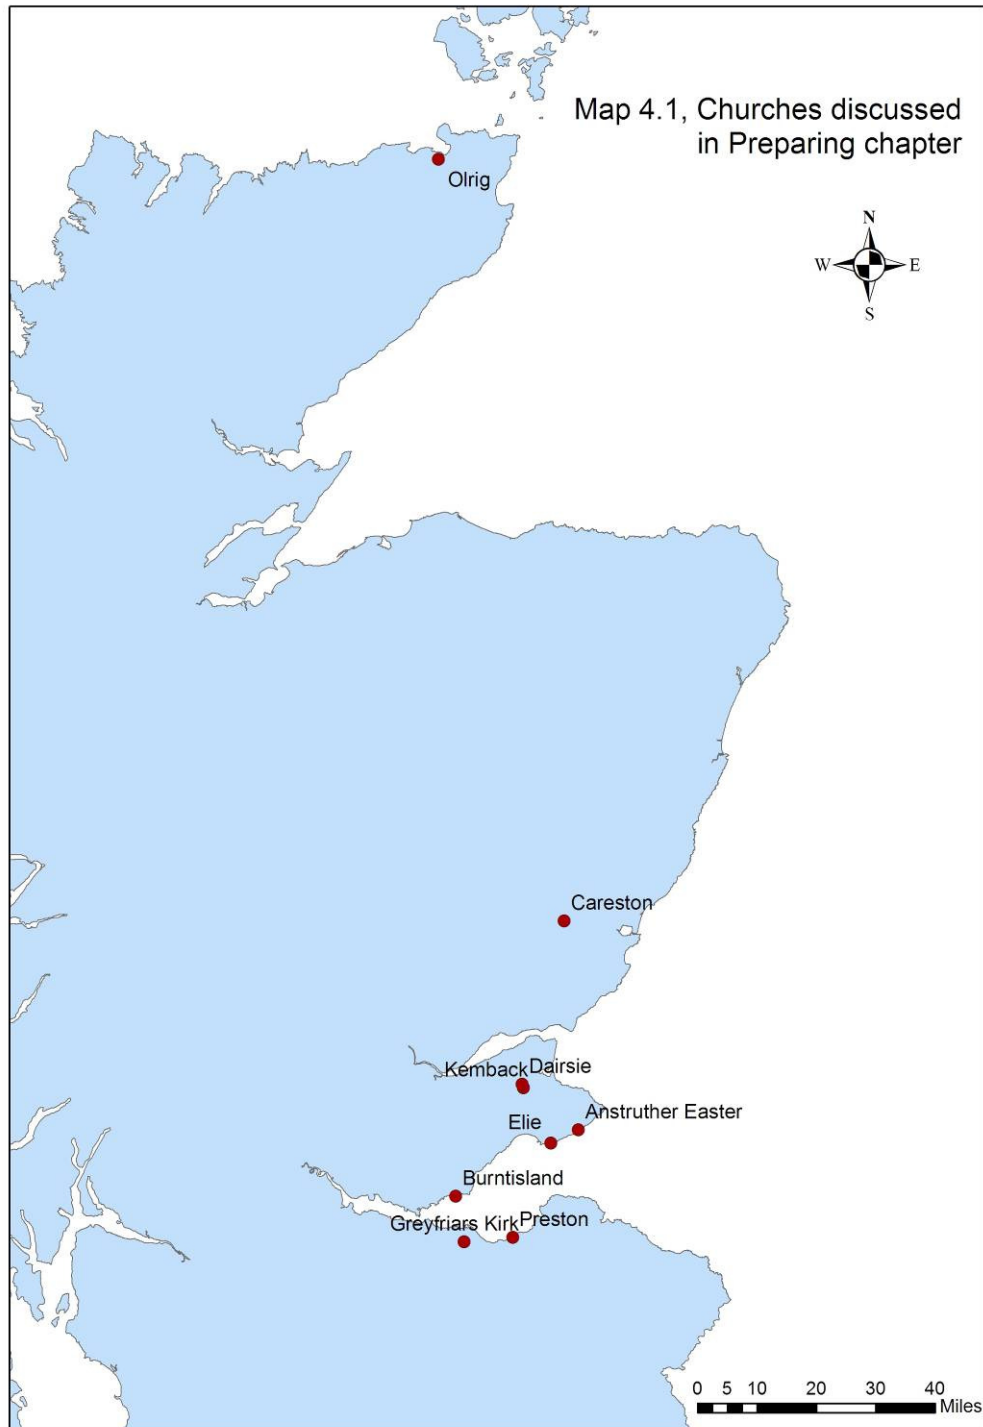 Map 4.1, Churches discussed
in Preparing chapter
Olrig
N
W E
S
Careston
Kemback Dairsie
Anstruther Easter
Elie
Burntisland
Greyfriars Kirk Preston
0 5 10 20 30 40
Miles